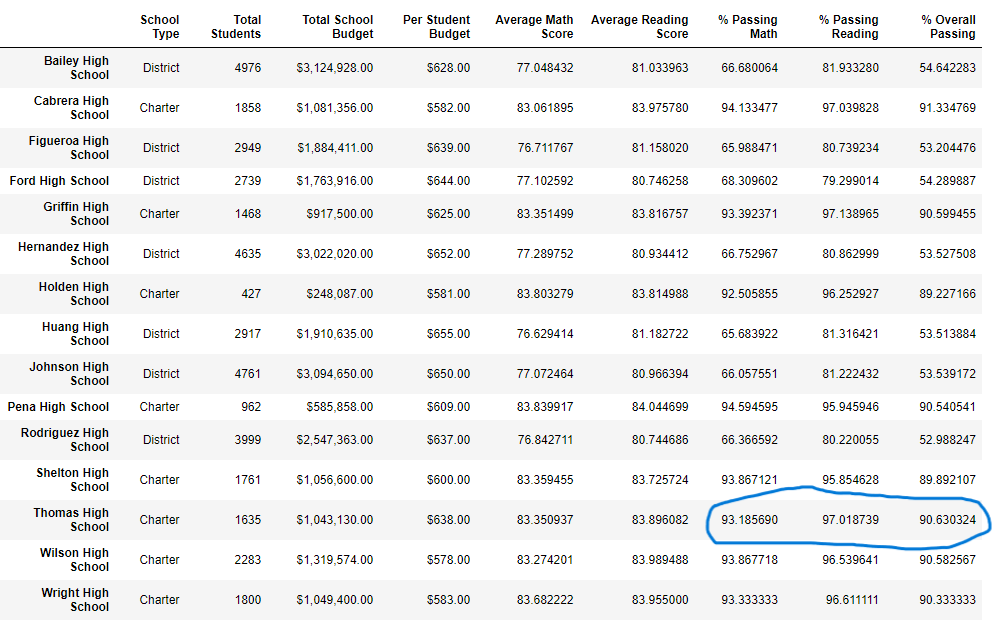 School Type Total Students Total School Budget Per Student Budget Average Math Score Average Reading Score % Passing Math % Passing Reading % Overall Passing
Bailey High School District 4976 $3,124,928.00 $628.00 77.048432 81.033963 66.680064 81.933280 54.642283
Cabrera High School Charter 1858 $1,081,356.00 $582.00 83.061895 83.975780 94.133477 97.039828 91.334769
Figueroa High School District 2949 $1,884,411.00 $639.00 76.711767 81.158020 65.988471 80.739234 53.204476
Ford High School District 2739 $1,763,916.00 $644.00 77.102592 80.746258 68.309602 79.299014 54.289887
Griffin High School Charter 1468 $917,500.00 $625.00 83.351499 83.816757 93.392371 97.138965 90.599455
Hernandez High School District 4635 $3,022,020.00 $652.00 77.289752 80.934412 66.752967 80.862999 53.527508
Holden High School Charter 427 $248,087.00 $581.00 83.803279 83.814988 92.505855 96.252927 89.227166
Huang High School District 2917 $1,910,635.00 $655.00 76.629414 81.182722 65.683922 81.316421 53.513884
Johnson High School District 4761 $3,094,650.00 $650.00 77.072464 80.966394 66.057551 81.222432 53.539172
Pena High School Charter 962 $585,858.00 $609.00 83.839917 84.044699 94.594595 95.945946 90.540541
Rodriguez High School District 3999 $2,547,363.00 $637.00 76.842711 80.744686 66.366592 80.220055 52.988247
Shelton High School Charter 1761 $1,056,600.00 $600.00 83.359455 83.725724 93.867121 95.854628 89.892107
Thomas High School Charter 1635 $1,043,130.00 $638.00 83.350937 83.896082 93.185690 97.018739 90.630324
Wilson High School Charter 2283 $1,319,574.00 $578.00 83.274201 83.989488 93.867718 96.539641 90.582567
Wright High School Charter 1800 $1,049,400.00 $583.00 83.682222 83.955000 93.333333 96.611111 90.333333